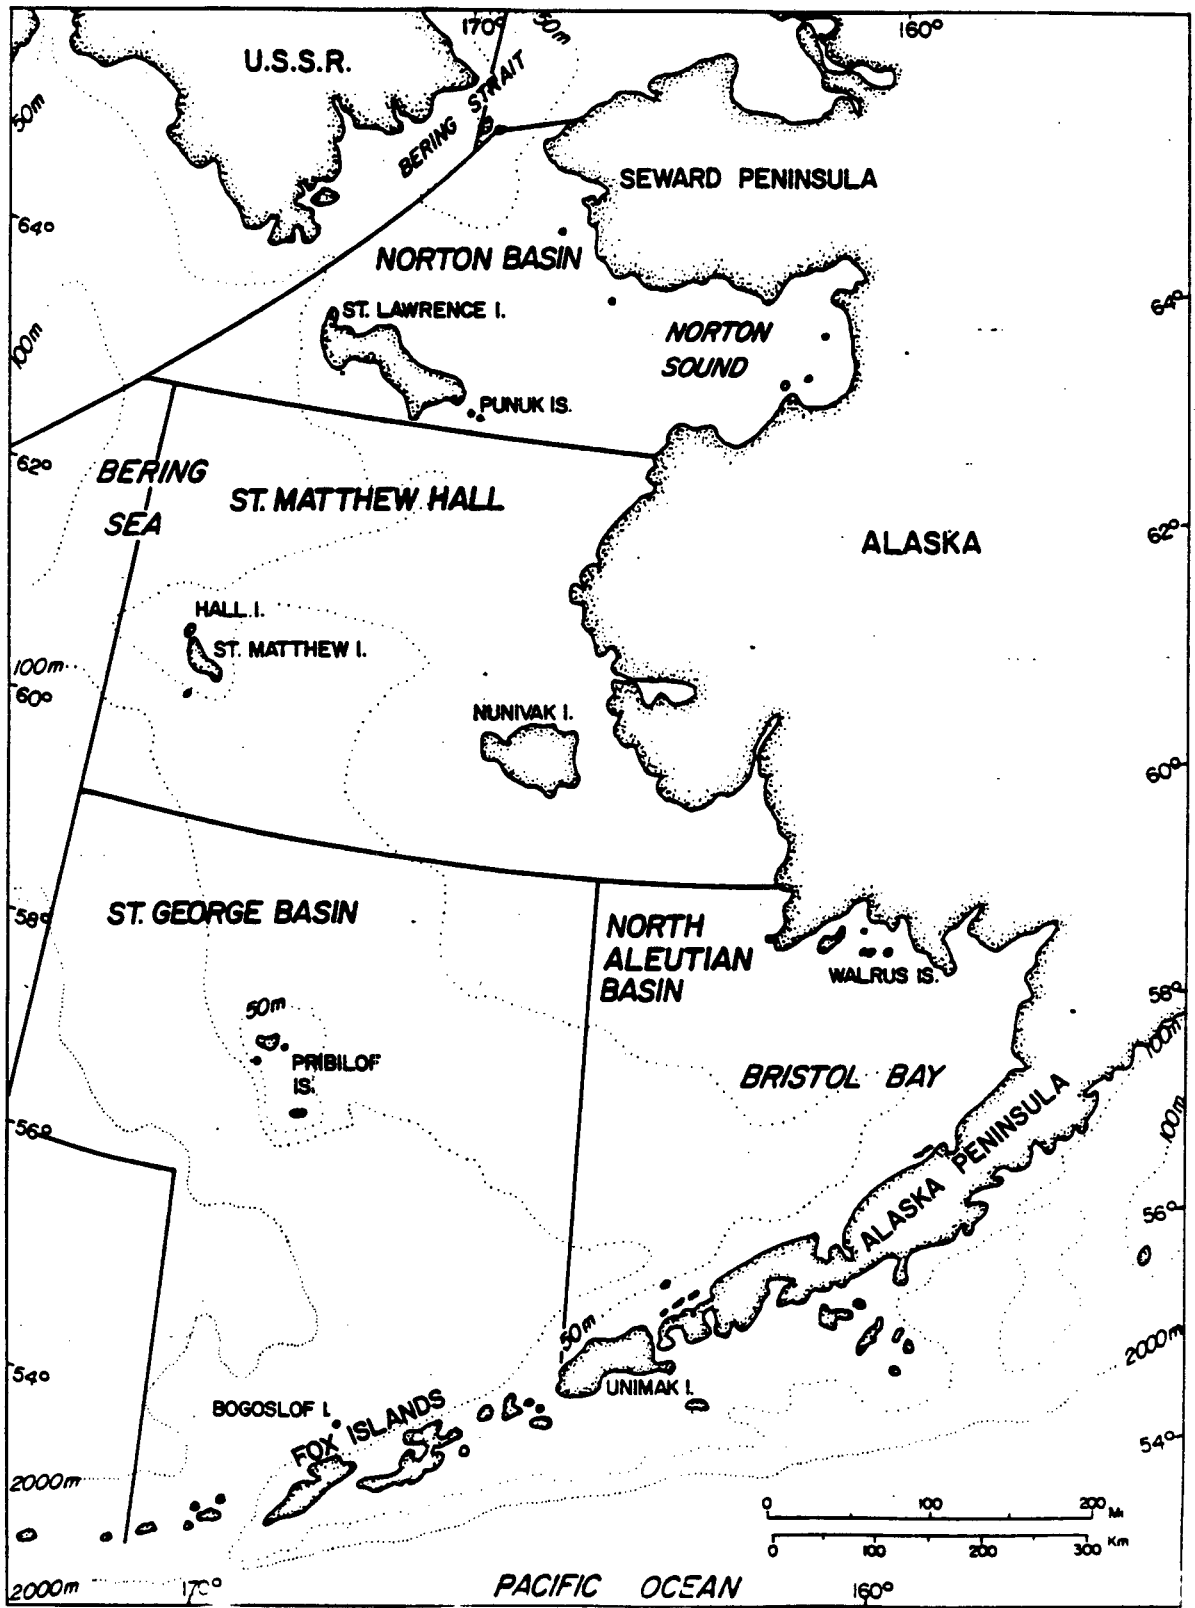 170°
50m
160°
U.S.S.R.
BERING STRAIT
50m
SEWARD PENINSULA
64°
NORTON BASIN
64°
ST. LAWRENCE I.
NORTON
SOUND
100m
PUNUK IS.
62°
BERING
SEA
ST. MATTHEW HALL
62°
ALASKA
HALL I.
ST. MATTHEW I.
100m
60°
NUNIVAK I.
60°
58°
ST. GEORGE BASIN
NORTH
ALEUTIAN
BASIN
WALRUS IS.
58°
50m
100m
PRIBILOF
IS.
BRISTOL BAY
56°
100m
ALASKA PENINSULA
56°
50m
2000m
54°
UNIMAK I.
BOGOSLOF I.
FOX ISLANDS
54°
2000m
0 100 200 Mi
0 100 200 300 Km
2000m
170°
PACIFIC OCEAN
160°